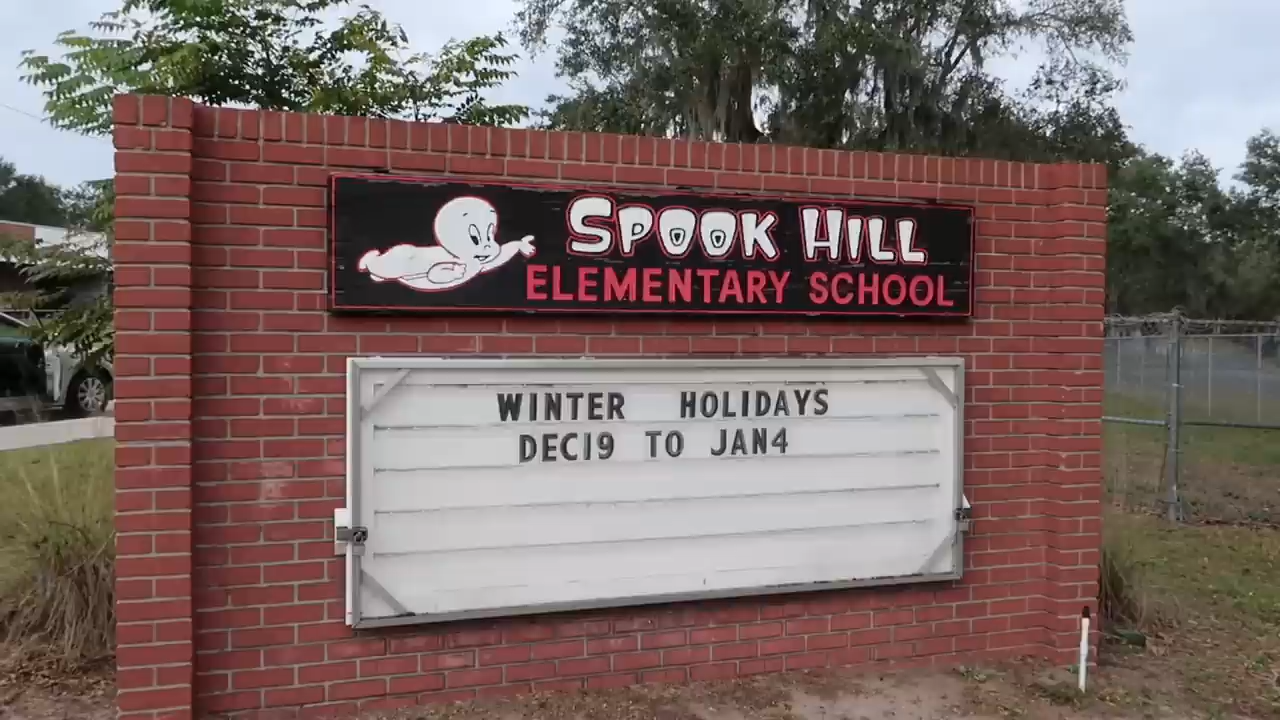 SPOOK HILL
ELEMENTARY SCHOOL
WINTER HOLIDAYS
DEC19 TO JAN4